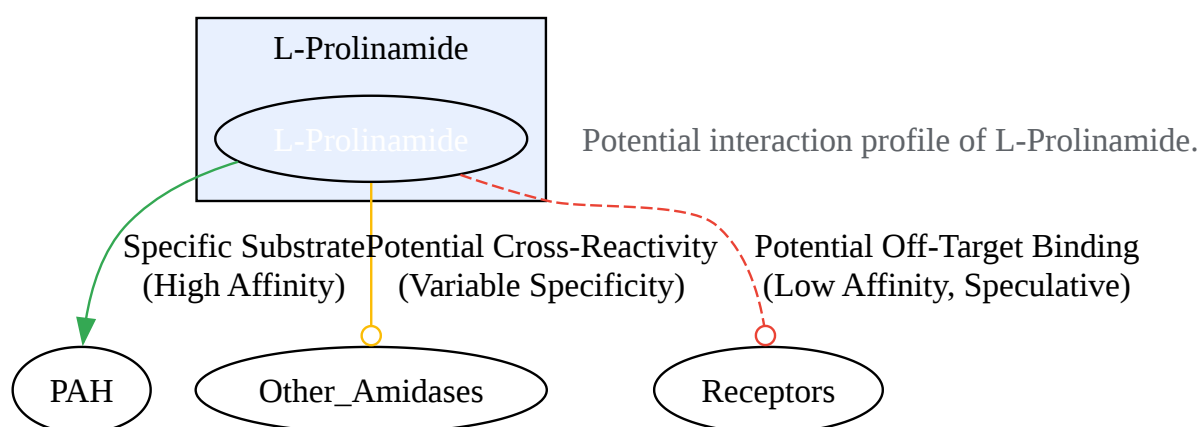 L-Prolinamide
L-Prolinamide
Potential interaction profile of L-Prolinamide.
Specific Substrate
(High Affinity)
Potential Cross-Reactivity
(Variable Specificity)
Potential Off-Target Binding
(Low Affinity, Speculative)
PAH
Other_Amidases
Receptors